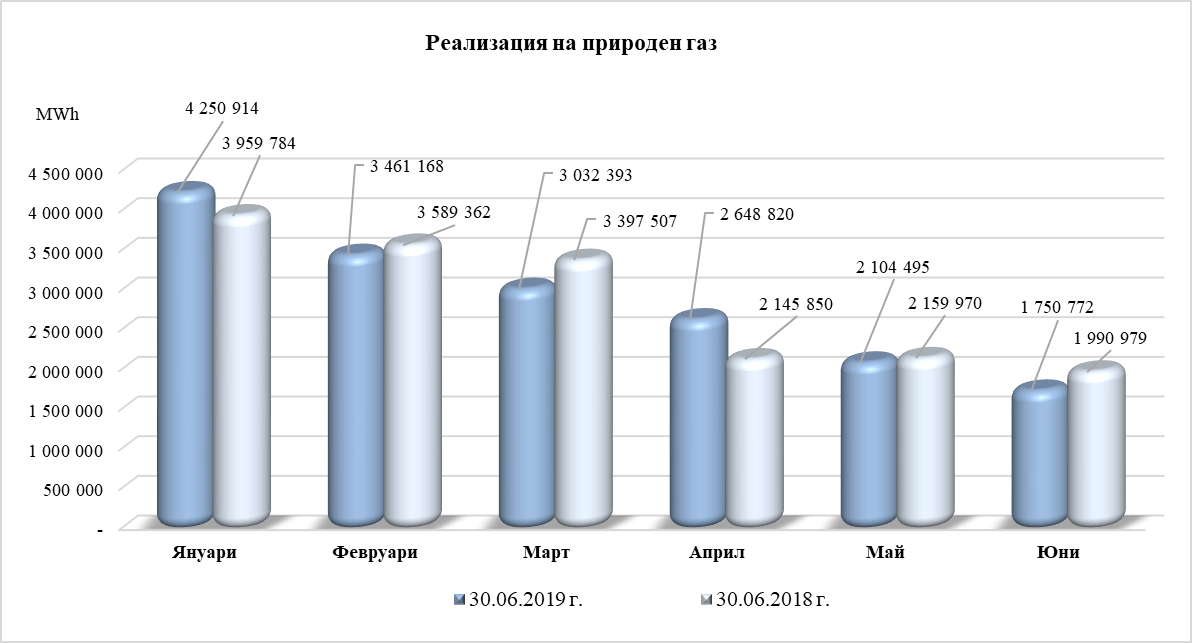 Реализация на природен газ
MWh
4 250 914
3 959 784
3 461 168
3 589 362
3 032 393
3 397 507
2 648 820
2 145 850
2 104 495
2 159 970
1 750 772
1 990 979
4 500 000
4 000 000
3 500 000
3 000 000
2 500 000
2 000 000
1 500 000
1 000 000
500 000
-
Януари Февруари Март Април Май Юни
30.06.2019 г. 30.06.2018 г.